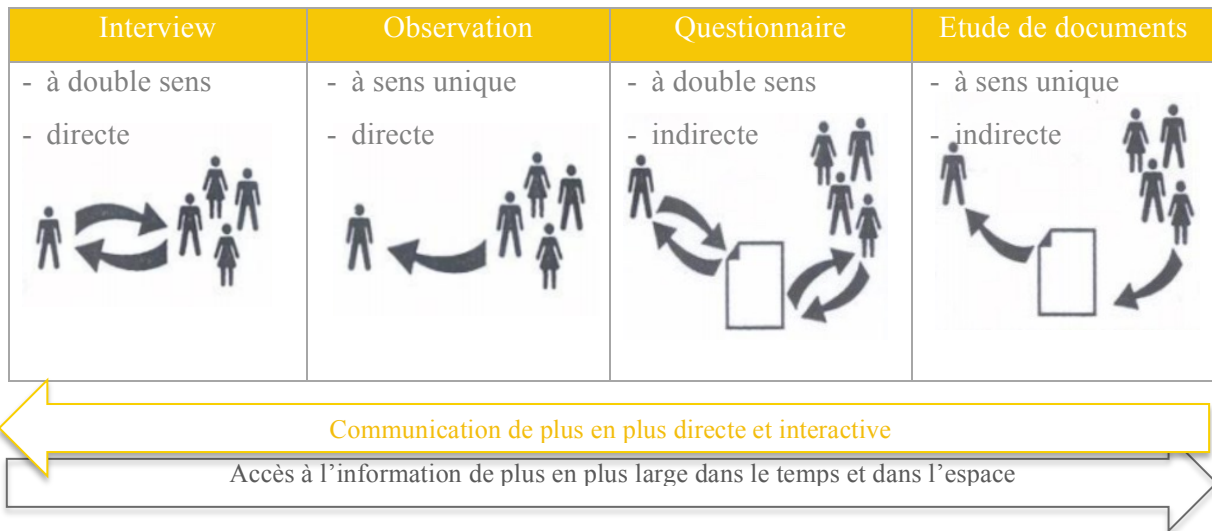 Interview
Observation
Questionnaire
Etude de documents
- à double sens
- directe
- à sens unique
- directe
- à double sens
- indirecte
- à sens unique
- indirecte
Communication de plus en plus directe et interactive
Accès à l'information de plus en plus large dans le temps et dans l'espace